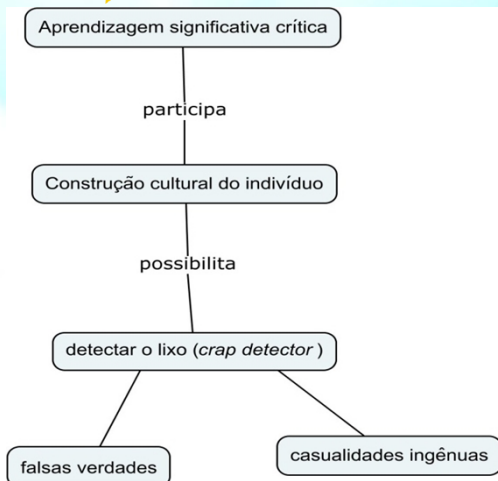 Aprendizagem significativa crítica
participa
Construção cultural do indivíduo
possibilita
detectar o lixo (crap detector )
falsas verdades
casualidades ingênuas